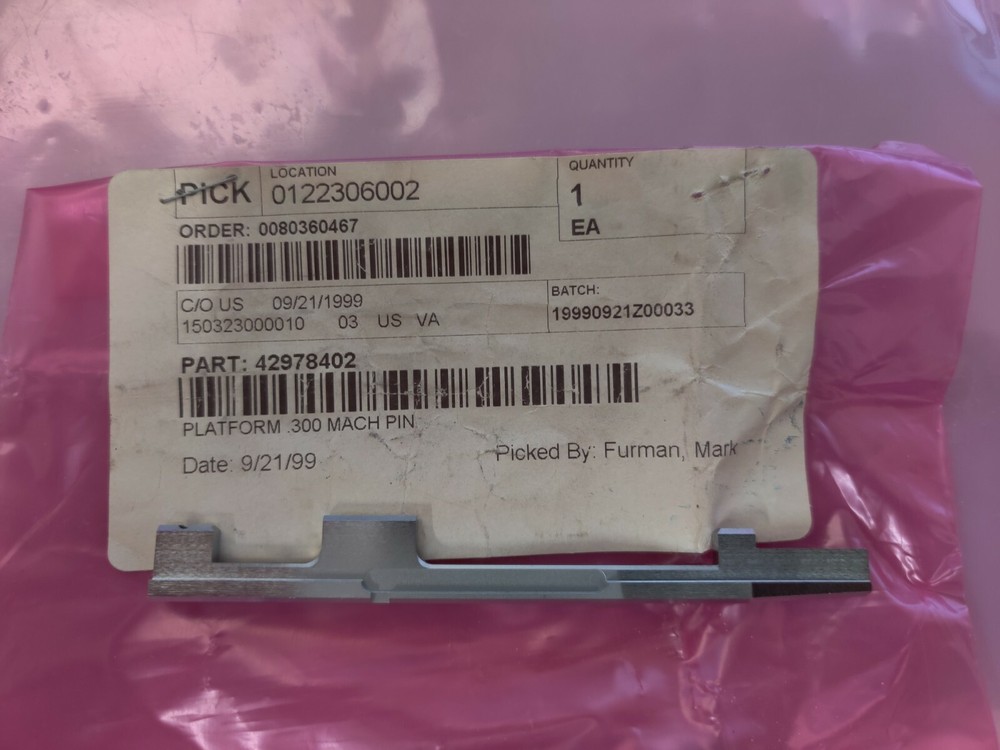 PICK
LOCATION
0122306002
QUANTITY
1
EA
ORDER: 0080360467
C/O US 09/21/1999
150323000010 03 US VA
BATCH:
19990921Z00033
PART: 42978402
PLATFORM .300 MACH PIN
Date: 9/21/99
Picked By: Furman, Mark